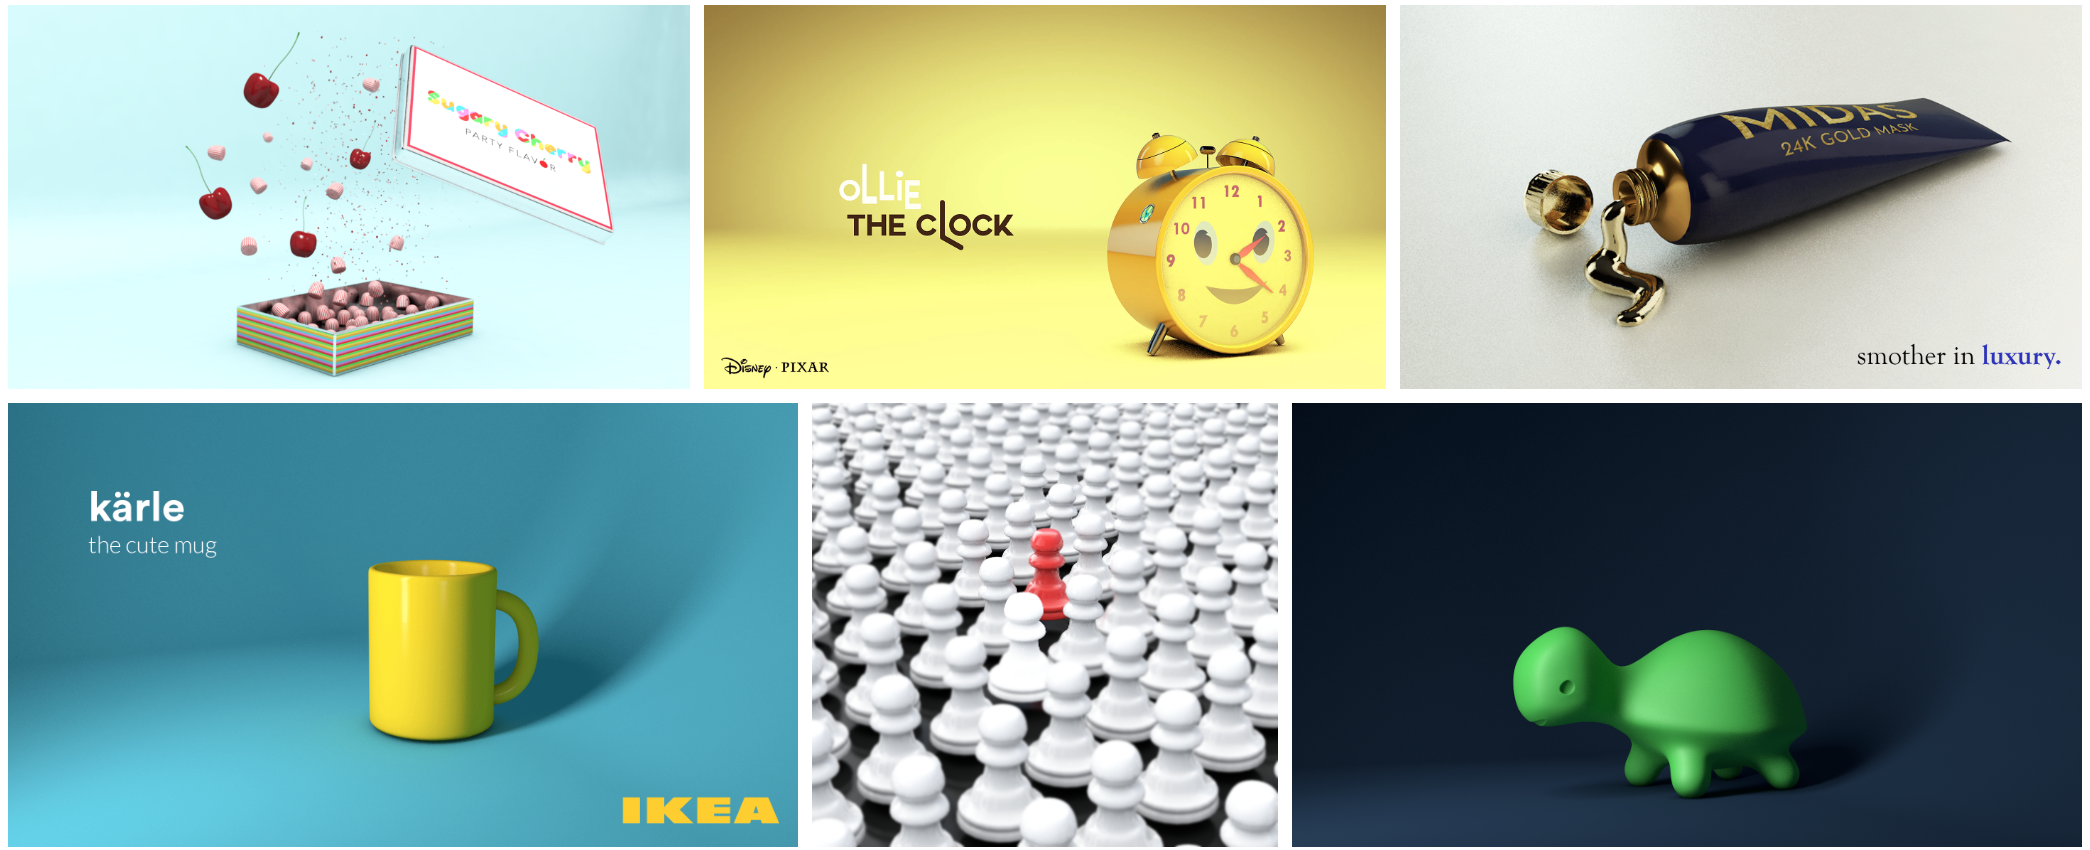 Sugary Cherry
PARTY FLAVOR
OLLIE
THE CLOCK
12
1
2
3
4
5
6
7
8
9
10
11
Disney · PIXAR
MIDAS
24K GOLD MASK
smother in luxury.
kärle
the cute mug
IKEA